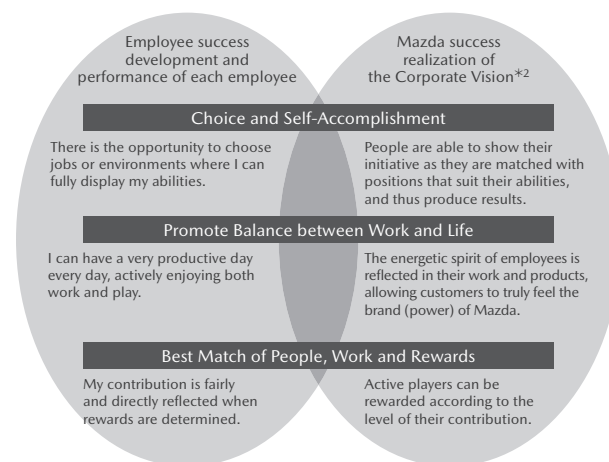 Employee success
development and
performance of each employee
Mazda success
realization of
the Corporate Vision*2
Choice and Self-Accomplishment
There is the opportunity to choose
jobs or environments where I can
fully display my abilities.
People are able to show their
initiative as they are matched with
positions that suit their abilities,
and thus produce results.
Promote Balance between Work and Life
I can have a very productive day
every day, actively enjoying both
work and play.
The energetic spirit of employees is
reflected in their work and products,
allowing customers to truly feel the
brand (power) of Mazda.
Best Match of People, Work and Rewards
My contribution is fairly
and directly reflected when
rewards are determined.
Active players can be
rewarded according to the
level of their contribution.